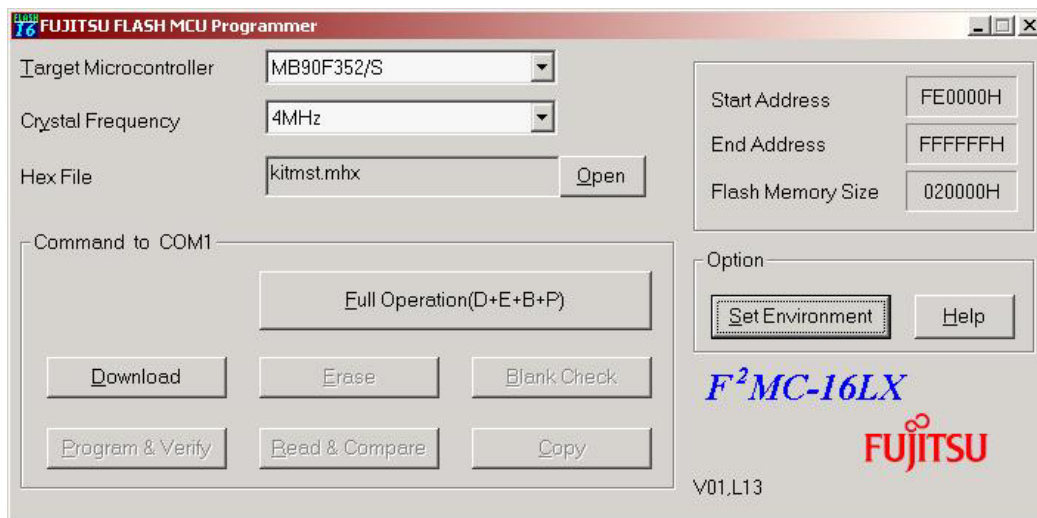 FLASH 16 FUJITSU FLASH MCU Programmer
Target Microcontroller MB90F352/S
Crystal Frequency 4MHz
Hex File kitmst.mhx Open
Start Address FE0000H
End Address FFFFFFH
Flash Memory Size 020000H
Command to COM1
Full Operation(D+E+B+P)
Download Erase Blank Check
Program & Verify Read & Compare Copy
Option
Set Environment Help
F²MC-16LX
FUJITSU
V01,L13